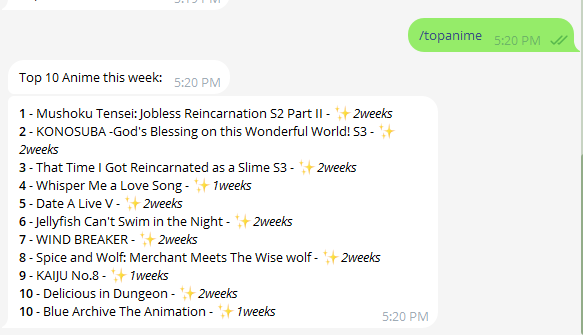 /topanime 5:20 PM
Top 10 Anime this week: 5:20 PM
1 - Mushoku Tensei: Jobless Reincarnation S2 Part II - ✨ 2weeks
2 - KONOSUBA -God's Blessing on this Wonderful World! S3 - ✨
2weeks
3 - That Time I Got Reincarnated as a Slime S3 - ✨ 2weeks
4 - Whisper Me a Love Song - ✨ 1weeks
5 - Date A Live V - ✨ 2weeks
6 - Jellyfish Can't Swim in the Night - ✨ 2weeks
7 - WIND BREAKER - ✨ 2weeks
8 - Spice and Wolf: Merchant Meets The Wise wolf - ✨ 2weeks
9 - KAIJU No.8 - ✨ 1weeks
10 - Delicious in Dungeon - ✨ 2weeks
10 - Blue Archive The Animation - ✨ 1weeks
5:20 PM